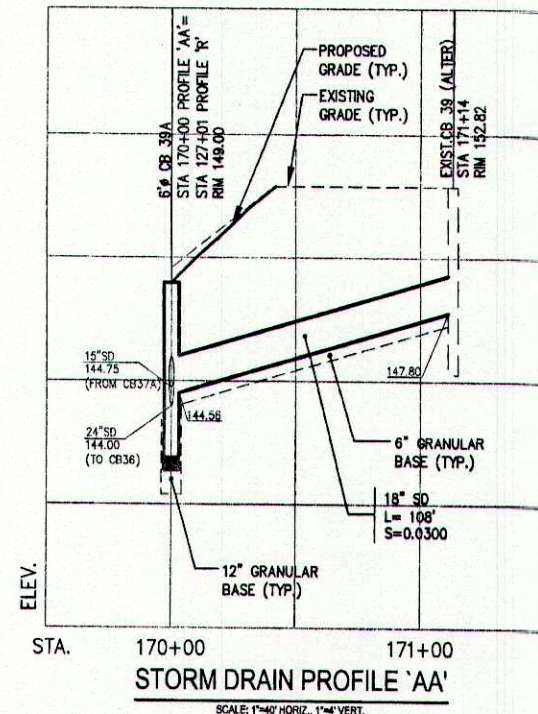 6'ø CB 39A
STA 170+00 PROFILE 'AA'=
STA 127+01 PROFILE 'R'
RIM 149.00
PROPOSED
GRADE (TYP.)
EXISTING
GRADE (TYP.)
EXIST.CB 39 (ALTER)
STA 171+14
RIM 152.82
15"SD
144.75
(FROM CB37A)
24"SD
144.00
(TO CB36)
144.56
147.80
6" GRANULAR
BASE (TYP.)
18" SD
L= 108'
S=0.0300
12" GRANULAR
BASE (TYP.)
ELEV.
STA.
170+00
171+00
STORM DRAIN PROFILE `AA'
SCALE: 1"=40' HORIZ., 1"=4' VERT.